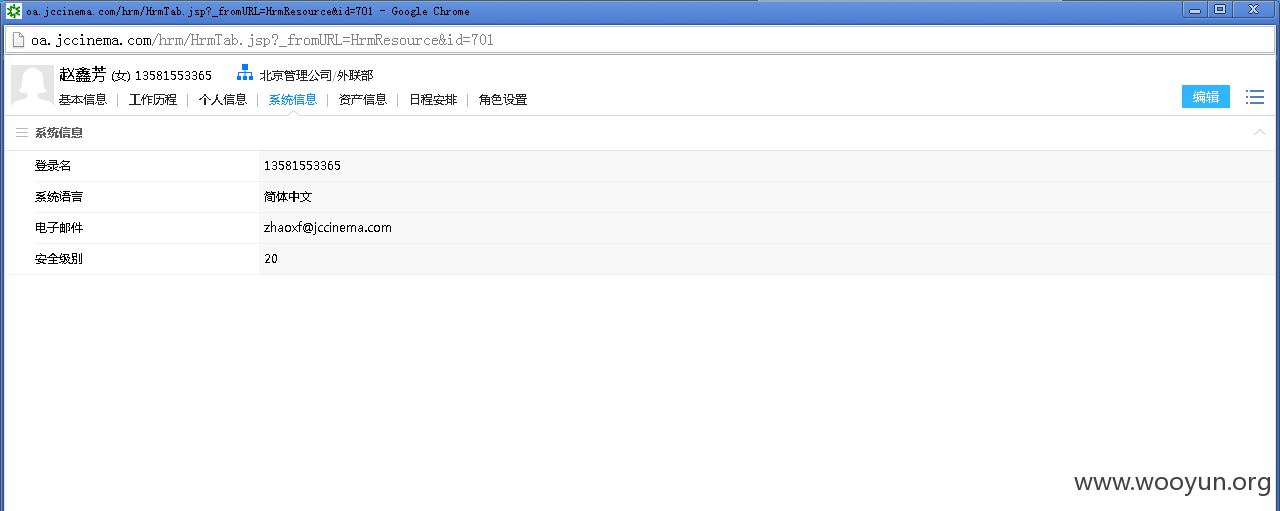 oa.jccinema.com/hrm/HrmTab.jsp?_fromURL=HrmResource&id=701 - Google Chrome
oa.jccinema.com/hrm/HrmTab.jsp?_fromURL=HrmResource&id=701
赵鑫芳 (女) 13581553365 北京管理公司/外联部
基本信息 | 工作历程 | 个人信息 | 系统信息 | 资产信息 | 日程安排 | 角色设置 编辑
系统信息
登录名 13581553365
系统语言 简体中文
电子邮件 zhaoxf@jccinema.com
安全级别 20
www.wooyun.org